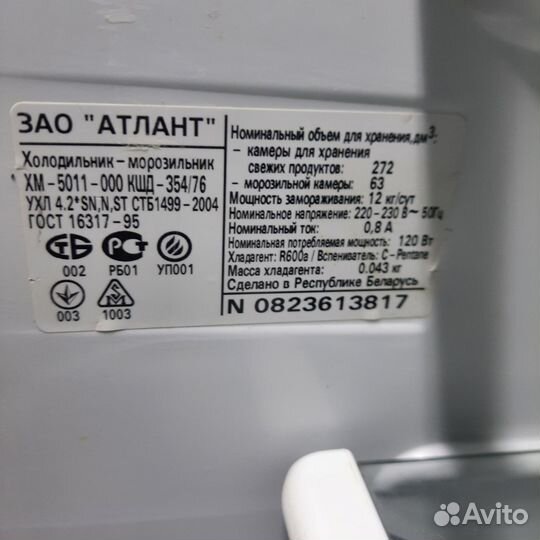 ЗАО "АТЛАНТ"
Холодильник – морозильник
ХМ – 5011 – 000 КШД – 354/76
УХЛ 4.2*SN,N,ST СТБ1499 – 2004
ГОСТ 16317 – 95
002 РБ01 УП001
003 1003
Номинальный объем для хранения, дм³:
– камеры для хранения
свежих продуктов: 272
– морозильной камеры: 63
Мощность замораживания: 12 кг/сут
Номинальное напряжение: 220 – 230 В ~ 50Гц
Номинальный ток: 0,8 А
Номинальная потребляемая мощность: 120 Вт
Хладагент: R600a / Вспениватель: C – Pentane
Масса хладагента: 0.043 кг
Сделано в Республике Беларусь
N 0823613817
Avito